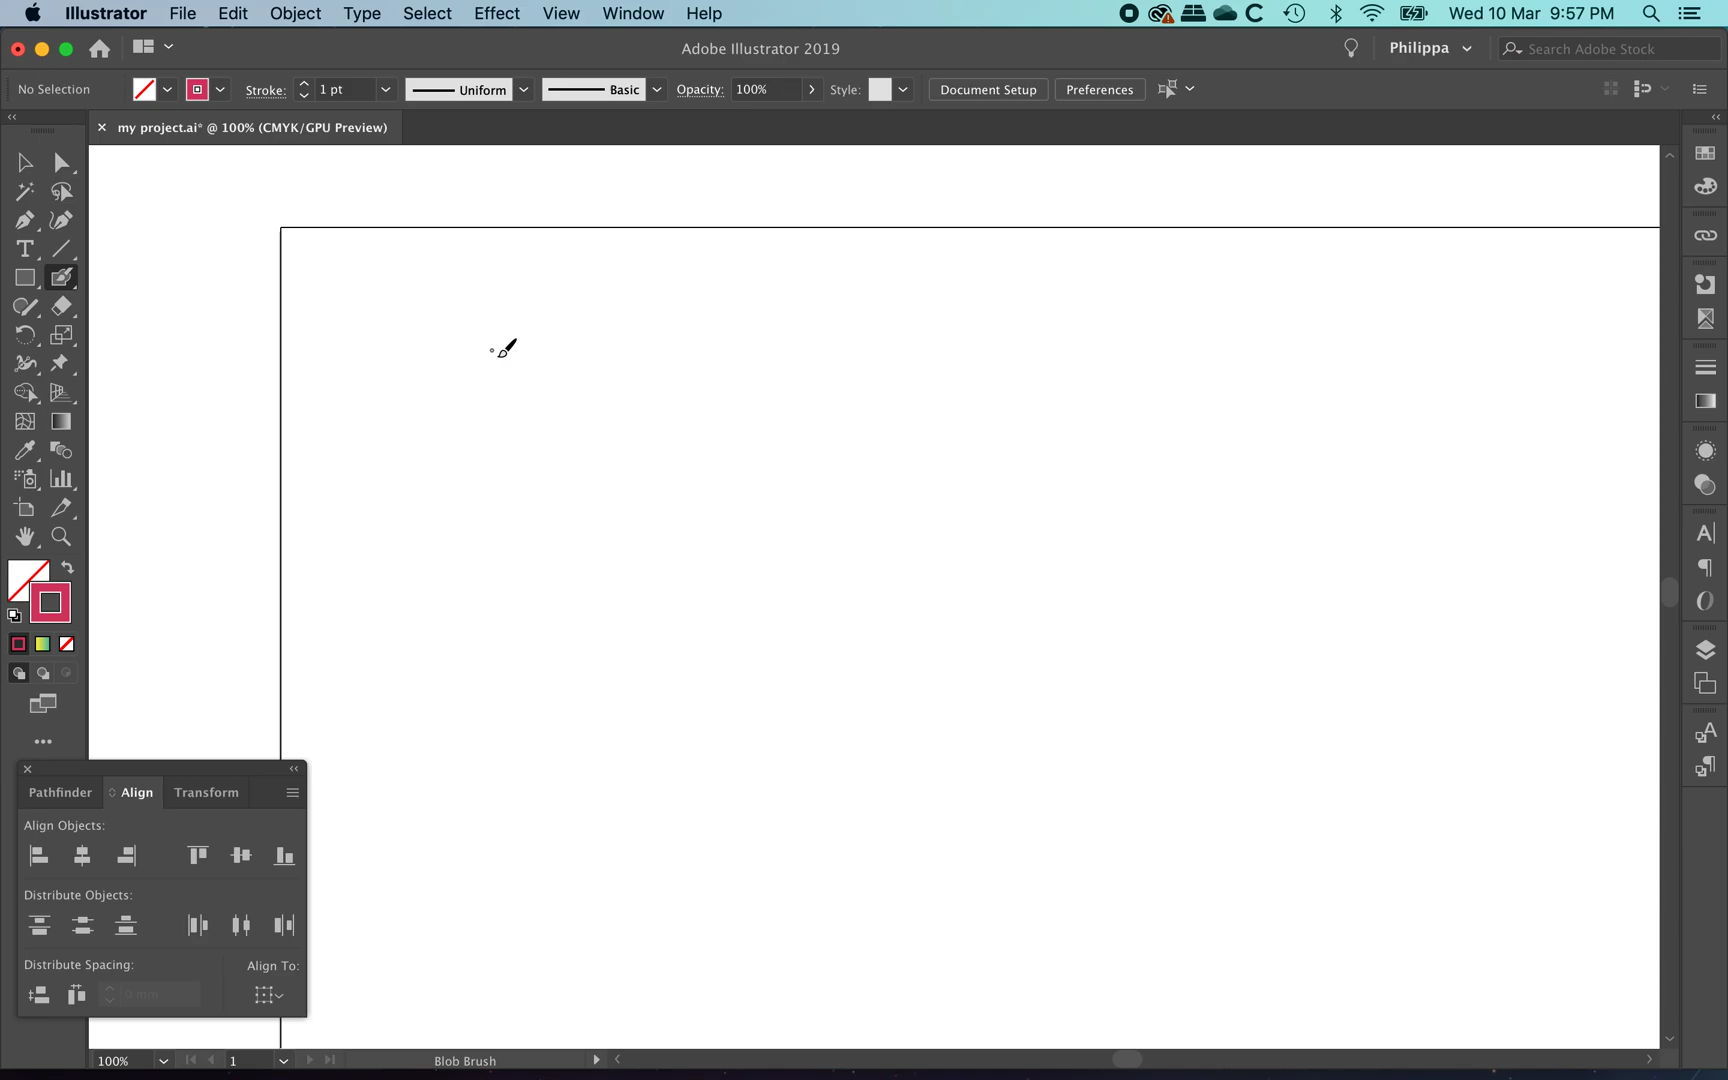 Illustrator File Edit Object Type Select Effect View Window Help Wed 10 Mar 9:57 PM
Adobe Illustrator 2019 Philippa Search Adobe Stock
No Selection Stroke: 1 pt Uniform Basic Opacity: 100% Style: Document Setup Preferences
my project.ai* @ 100% (CMYK/GPU Preview)
Pathfinder Align Transform
Align Objects:
Distribute Objects:
Distribute Spacing: Align To:
0 mm
100% 1 Blob Brush